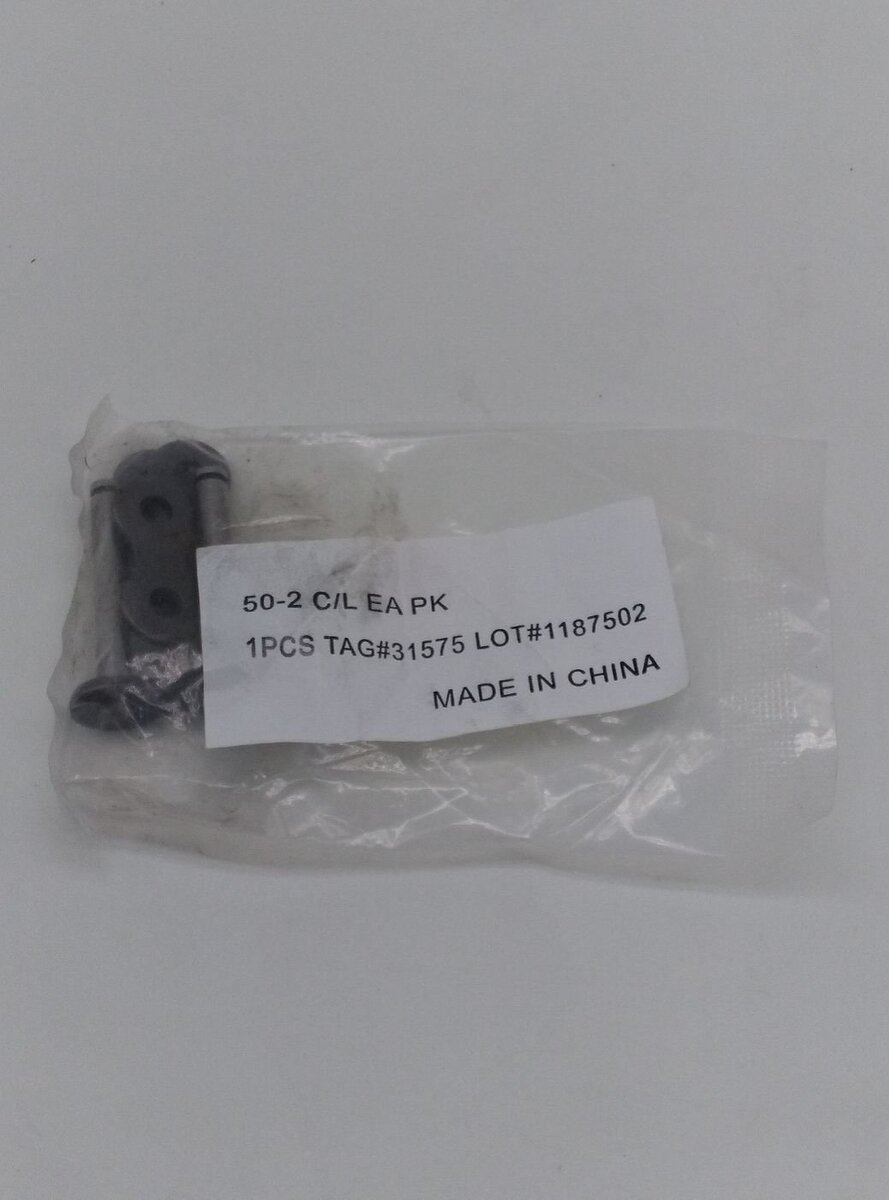 50-2 C/L EA PK
1PCS TAG#31575 LOT#1187502
MADE IN CHINA